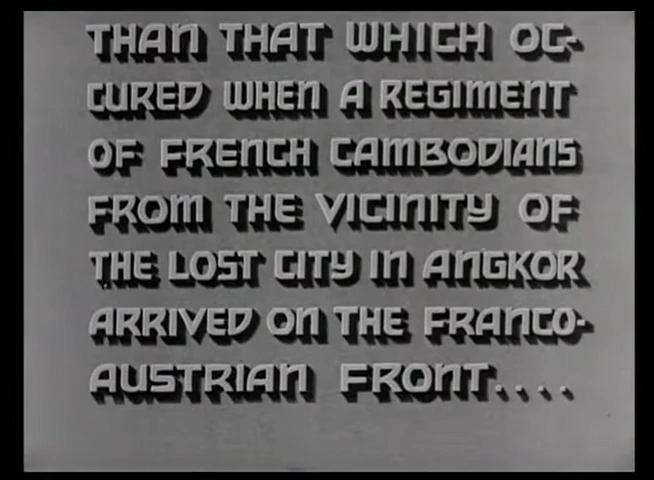 THAN THAT WHICH OC-
CURED WHEN A REGIMENT
OF FRENCH CAMBODIANS
FROM THE VICINITY OF
THE LOST CITY IN ANGKOR
ARRIVED ON THE FRANCO-
AUSTRIAN FRONT....